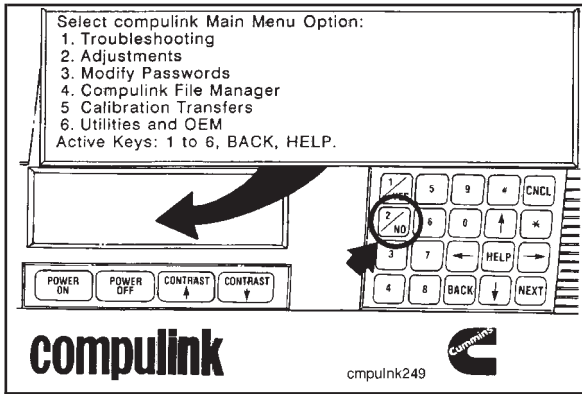 Select compulink Main Menu Option:
1. Troubleshooting
2. Adjustments
3. Modify Passwords
4. Compulink File Manager
5 Calibration Transfers
6. Utilities and OEM
Active Keys: 1 to 6, BACK, HELP.
1 5 9 # CNCL
2/NO 6 0 ↑ *
3 7 ← HELP →
4 8 BACK ↓ NEXT
POWER ON POWER OFF CONTRAST ↑ CONTRAST ↓
compulink
Cummins
cmpulnk249